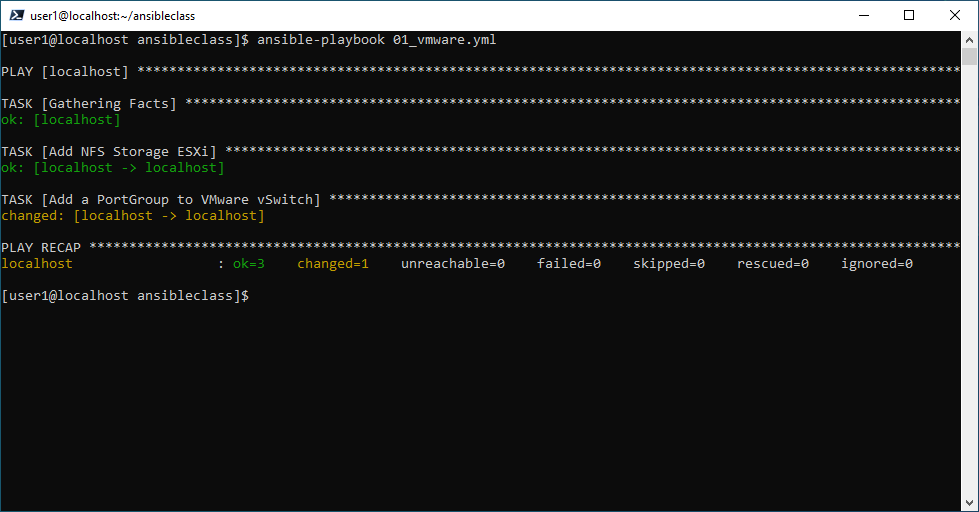 user1@localhost:~/ansibleclass
[user1@localhost ansibleclass]$ ansible-playbook 01_vmware.yml
PLAY [localhost] *******************************************************************************************************
TASK [Gathering Facts] *************************************************************************************************
ok: [localhost]
TASK [Add NFS Storage ESXi] ********************************************************************************************
ok: [localhost -> localhost]
TASK [Add a PortGroup to VMware vSwitch] *******************************************************************************
changed: [localhost -> localhost]
PLAY RECAP *************************************************************************************************************
localhost                  : ok=3    changed=1    unreachable=0    failed=0    skipped=0    rescued=0    ignored=0
[user1@localhost ansibleclass]$